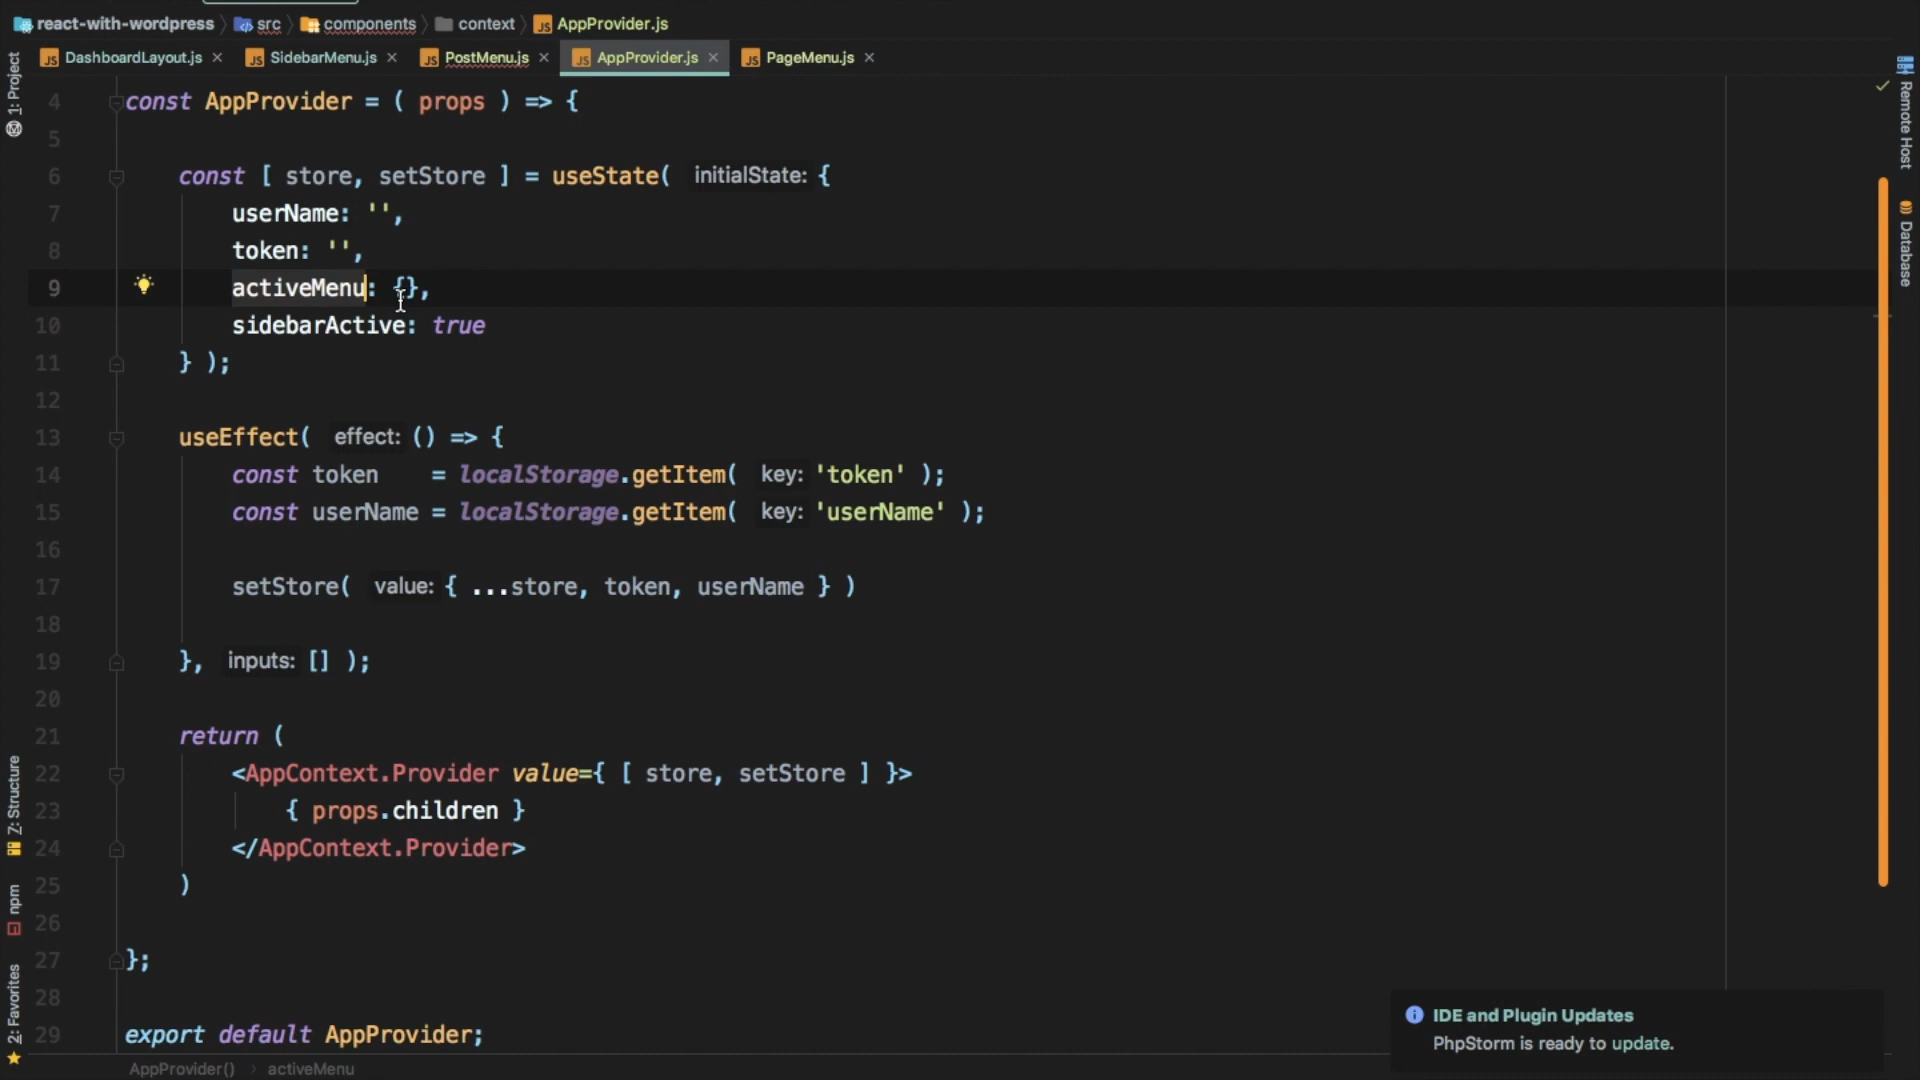 react-with-wordpress src components context AppProvider.js
DashboardLayout.js SidebarMenu.js PostMenu.js AppProvider.js PageMenu.js
1: Project
Z: Structure
npm
2: Favorites
4 const AppProvider = ( props ) => {
5
6 const [ store, setStore ] = useState( initialState: {
7 userName: '',
8 token: '',
9 activeMenu: {},
10 sidebarActive: true
11 } );
12
13 useEffect( effect: () => {
14 const token = localStorage.getItem( key: 'token' );
15 const userName = localStorage.getItem( key: 'userName' );
16
17 setStore( value: { ...store, token, userName } )
18
19 }, inputs: [] );
20
21 return (
22 <AppContext.Provider value={ [ store, setStore ] }>
23 { props.children }
24 </AppContext.Provider>
25 )
26
27 };
28
29 export default AppProvider;
Remote Host
Database
IDE and Plugin Updates
PhpStorm is ready to update.
AppProvider() › activeMenu